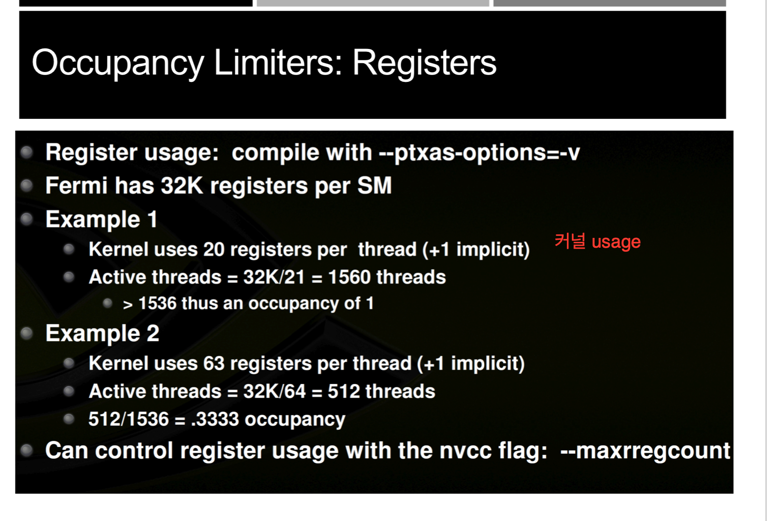 Occupancy Limiters: Registers
Register usage: compile with --ptxas-options=-v
Fermi has 32K registers per SM
Example 1
Kernel uses 20 registers per thread (+1 implicit)
커널 usage
Active threads = 32K/21 = 1560 threads
> 1536 thus an occupancy of 1
Example 2
Kernel uses 63 registers per thread (+1 implicit)
Active threads = 32K/64 = 512 threads
512/1536 = .3333 occupancy
Can control register usage with the nvcc flag: --maxrregcount